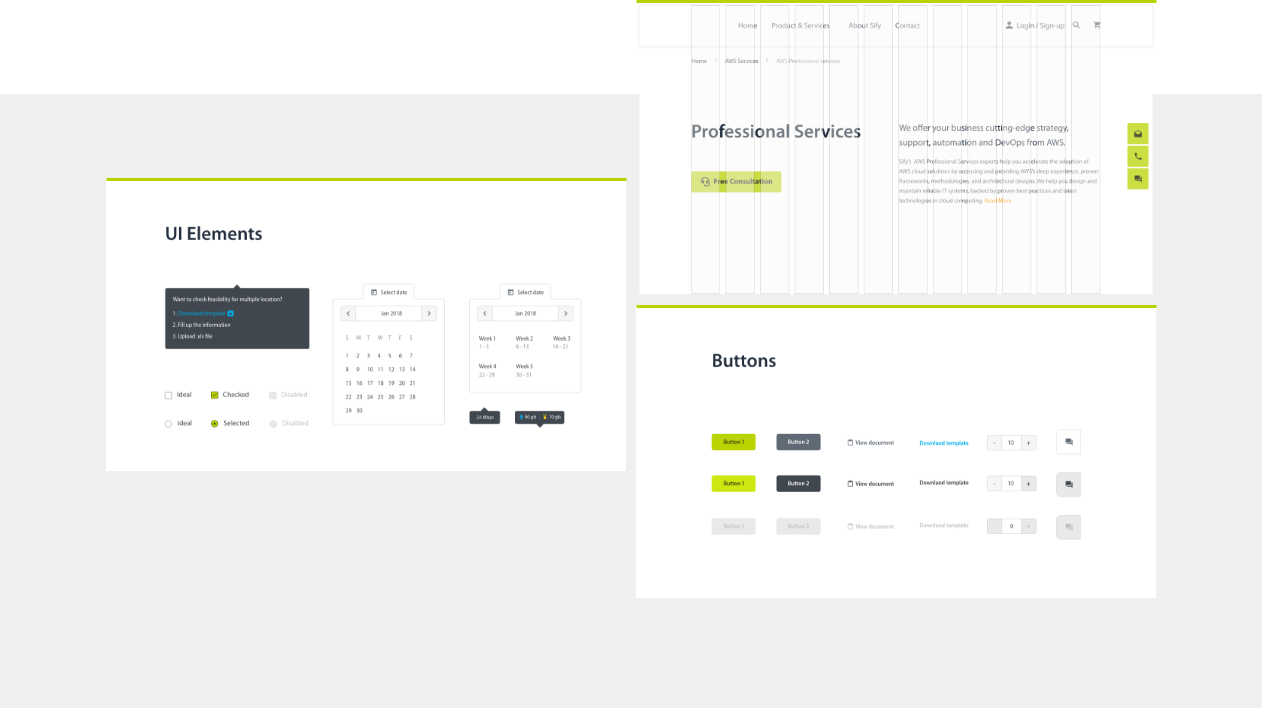 Home Product & Services About Sify Contact Login / Sign-up
Home AWS Services AWS Professional services
Professional Services
Free Consultation
We offer your business cutting-edge strategy,
support, automation and DevOps from AWS.
Sify's AWS Professional Services experts help you accelerate the adoption of
AWS cloud solutions by accessing and providing AWS's deep experience, proven
frameworks, methodologies, and architectural designs. We help you design and
maintain reliable IT systems, backed by proven best practices and latest
technologies in cloud computing. Read More
UI Elements
Want to check feasibility for multiple location?
1. Downlaod template
2. Fill up the information
3. Upload .xls file
Ideal Checked Disabled
Ideal Selected Disabled
Select date
Jan 2018
S M T W T F S
1 2 3 4 5 6 7
8 9 10 11 12 13 14
15 16 17 18 19 20 21
22 23 24 25 26 27 28
29 30
Select date
Jan 2018
Week 1 Week 2 Week 3
1 - 5 6 - 13 14 - 21
Week 4 Week 5
22 - 29 30 - 31
24 Mbps
90 gb 70 gb
Buttons
Button 1 Button 2 View document Downlaod template - 10 +
Button 1 Button 2 View document Downlaod template - 10 +
Button 1 Button 2 View document Downlaod template - 0 +